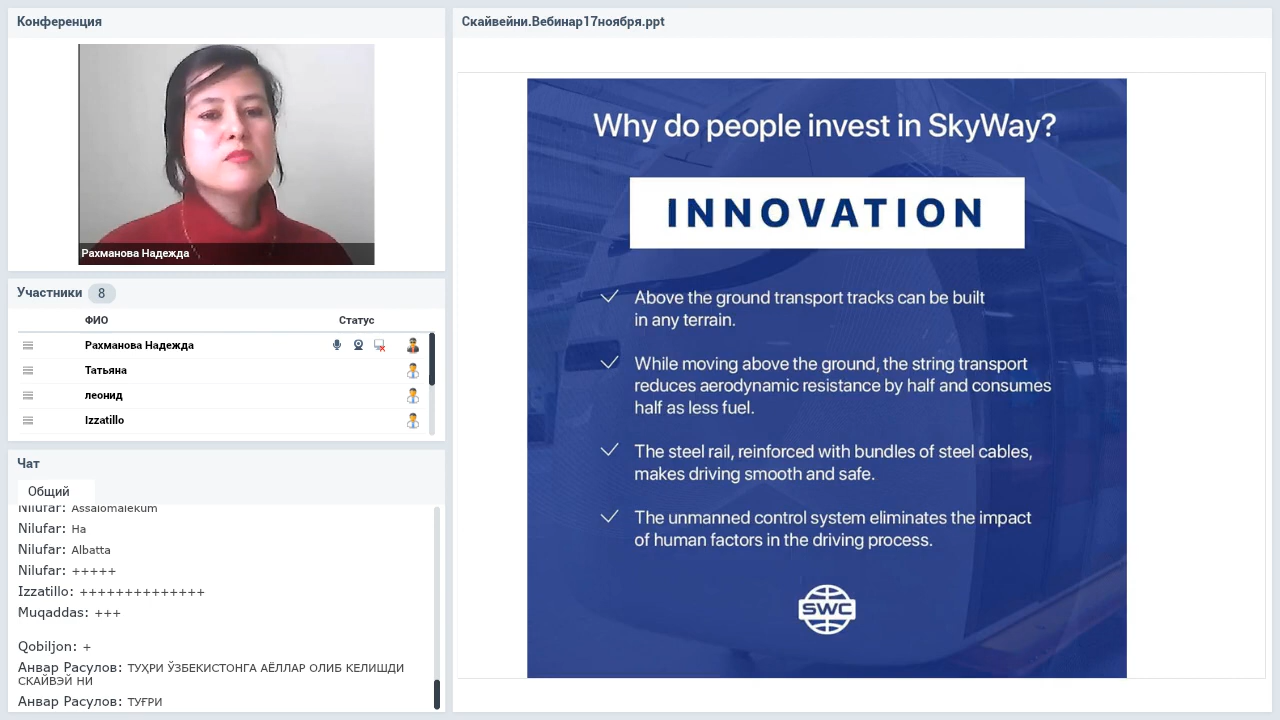 Конференция
Рахманова Надежда
Участники 8
ФИО Статус
Рахманова Надежда
Татьяна
леонид
Izzatillo
Чат
Общий
Nilufar: Assalomalekum
Nilufar: Ha
Nilufar: Albatta
Nilufar: +++++
Izzatillo: ++++++++++++++
Muqaddas: +++
Qobiljon: +
Анвар Расулов: ТУҲРИ ЎЗБЕКИСТОНГА АЁЛЛАР ОЛИБ КЕЛИШДИ
СКАЙВЭЙ НИ
Анвар Расулов: ТУҒРИ
Скайвейни.Вебинар17ноября.ppt
Why do people invest in SkyWay?
INNOVATION
Above the ground transport tracks can be built
in any terrain.
While moving above the ground, the string transport
reduces aerodynamic resistance by half and consumes
half as less fuel.
The steel rail, reinforced with bundles of steel cables,
makes driving smooth and safe.
The unmanned control system eliminates the impact
of human factors in the driving process.
SWC